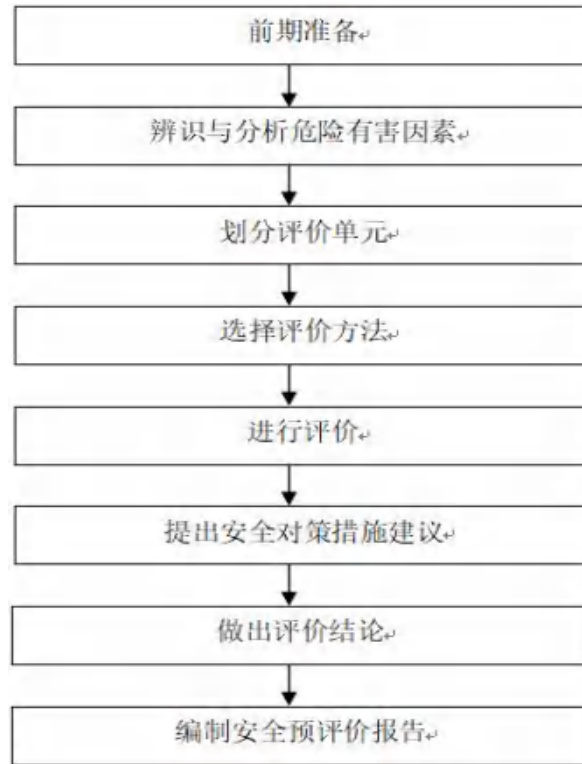 前期准备
辨识与分析危险有害因素
划分评价单元
选择评价方法
进行评价
提出安全对策措施建议
做出评价结论
编制安全预评价报告